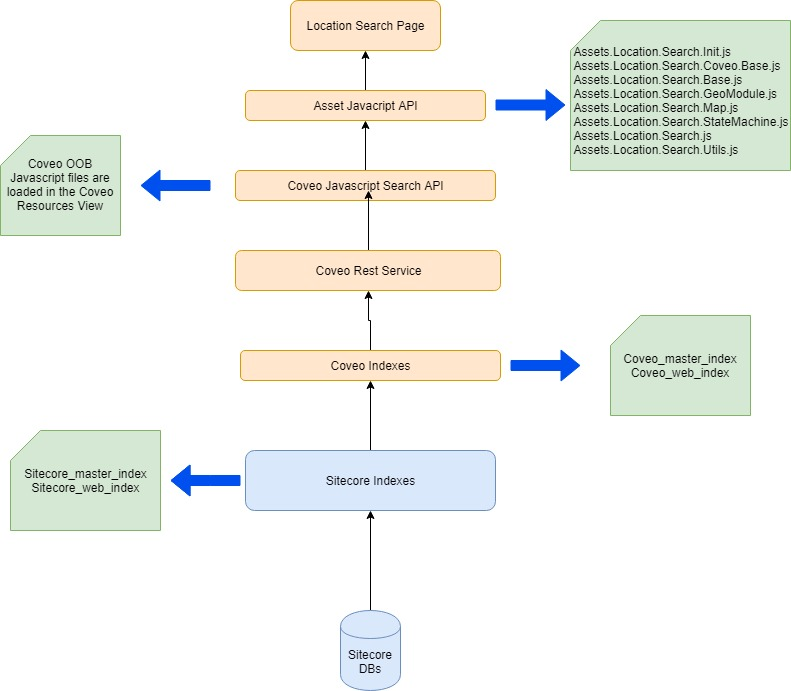 Location Search Page
Asset Javacript API
Assets.Location.Search.Init.js
Assets.Location.Search.Coveo.Base.js
Assets.Location.Search.Base.js
Assets.Location.Search.GeoModule.js
Assets.Location.Search.Map.js
Assets.Location.Search.StateMachine.js
Assets.Location.Search.js
Assets.Location.Search.Utils.js
Coveo OOB
Javascript files are
loaded in the Coveo
Resources View
Coveo Javascript Search API
Coveo Rest Service
Coveo Indexes
Coveo_master_index
Coveo_web_index
Sitecore_master_index
Sitecore_web_index
Sitecore Indexes
Sitecore
DBs